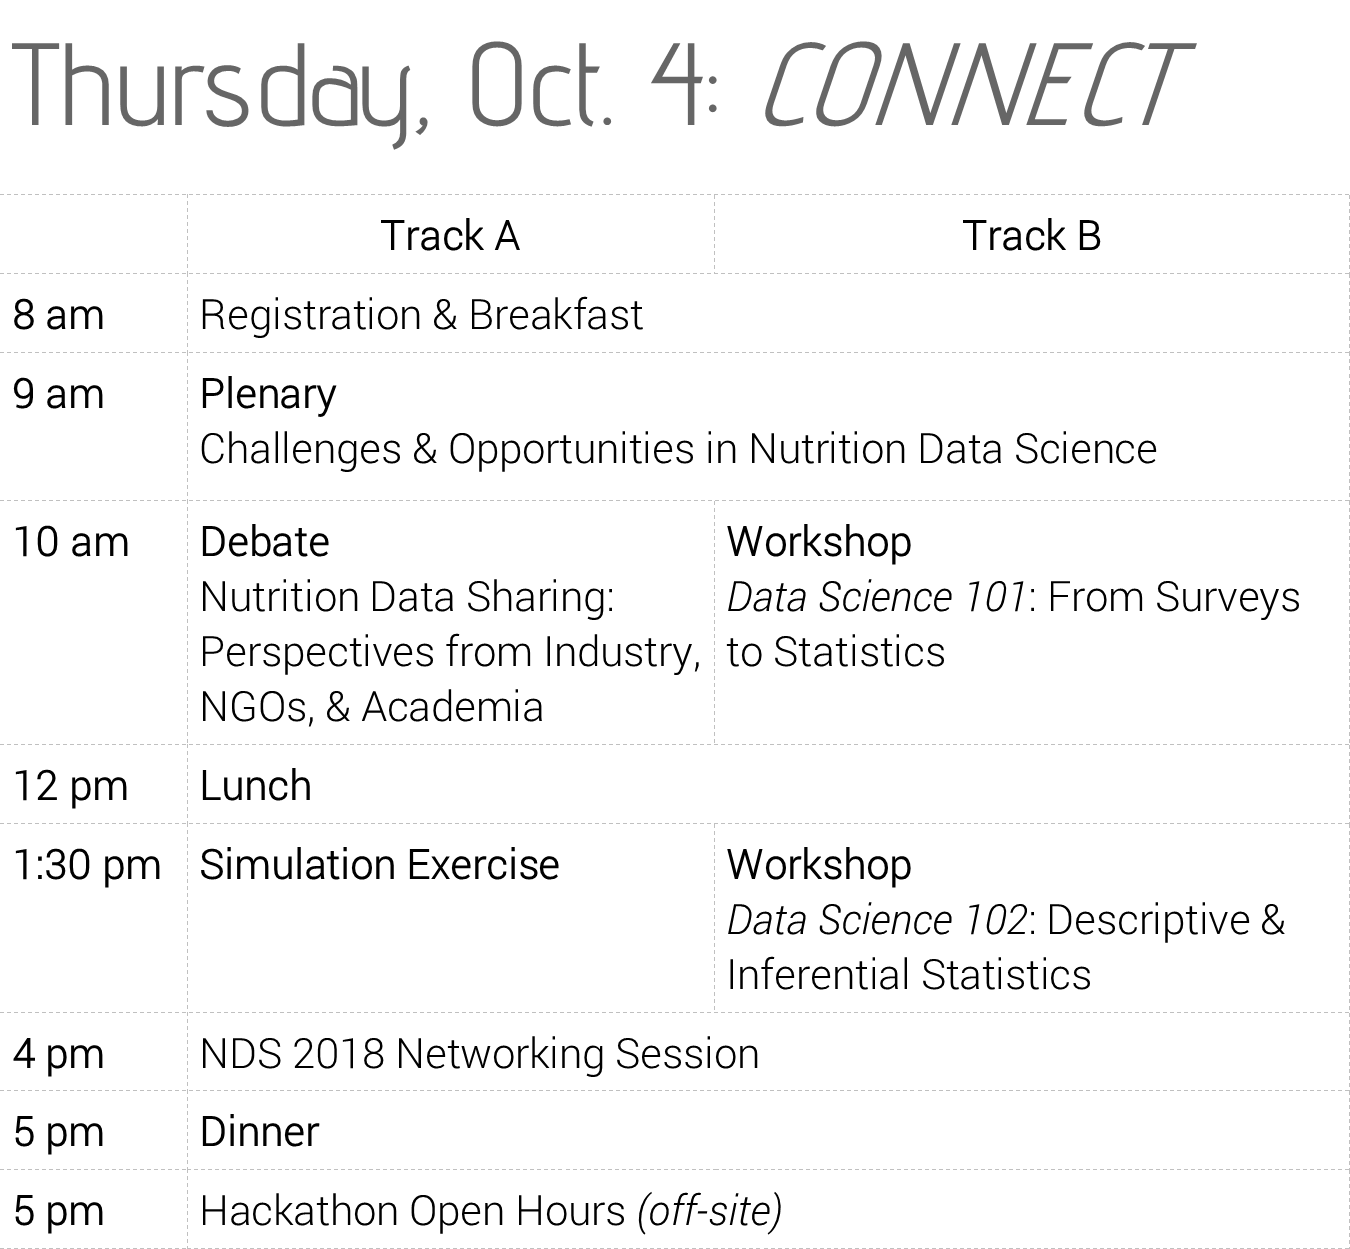 Thursday, Oct. 4: CONNECT
Track A
Track B
8 am
Registration & Breakfast
9 am
Plenary
Challenges & Opportunities in Nutrition Data Science
10 am
Debate
Nutrition Data Sharing:
Perspectives from Industry,
NGOs, & Academia
Workshop
Data Science 101: From Surveys
to Statistics
12 pm
Lunch
1:30 pm
Simulation Exercise
Workshop
Data Science 102: Descriptive &
Inferential Statistics
4 pm
NDS 2018 Networking Session
5 pm
Dinner
5 pm
Hackathon Open Hours (off-site)